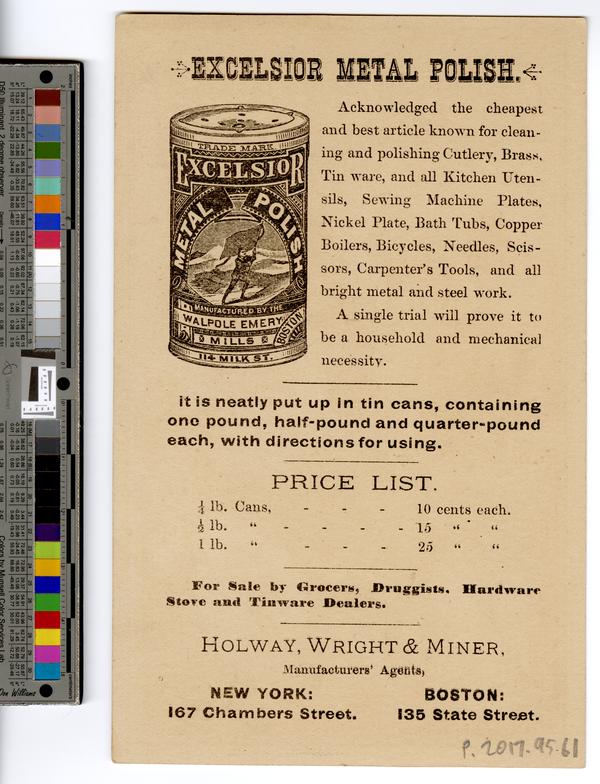 EXCELSIOR METAL POLISH.
TRADE MARK
EXCELSIOR
METAL POLISH
MANUFACTURED BY THE
WALPOLE EMERY
MILLS
BOSTON
114 MILK ST.
Acknowledged the cheapest
and best article known for clean-
ing and polishing Cutlery, Brass,
Tin ware, and all Kitchen Uten-
sils, Sewing Machine Plates,
Nickel Plate, Bath Tubs, Copper
Boilers, Bicycles, Needles, Scis-
sors, Carpenter's Tools, and all
bright metal and steel work.
A single trial will prove it to
be a household and mechanical
necessity.
it is neatly put up in tin cans, containing
one pound, half-pound and quarter-pound
each, with directions for using.
PRICE LIST.
¼ lb. Cans, - - - 10 cents each.
½ lb. " - - - - 15 " "
1 lb. " - - - 25 " "
For Sale by Grocers, Druggists. Hardware
Stove and Tinware Dealers.
HOLWAY, WRIGHT & MINER,
Manufacturers' Agents,
NEW YORK:
167 Chambers Street.
BOSTON:
135 State Street.
P.2017.95.61
Don Williams